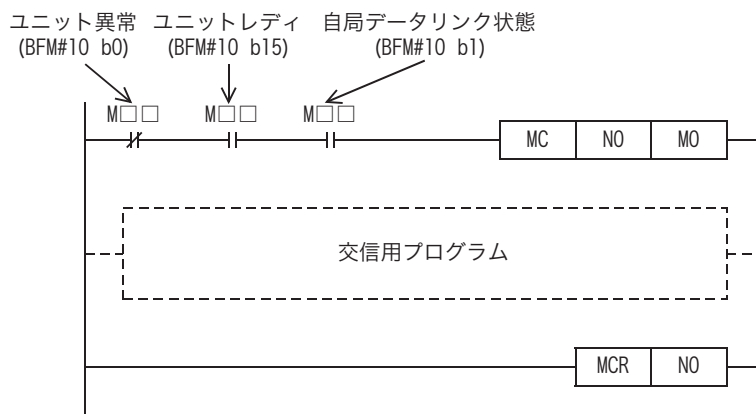 ユニット異常 ユニットレディ 自局データリンク状態
(BFM#10 b0) (BFM#10 b15) (BFM#10 b1)
M□□ M□□ M□□
MC N0 M0
交信用プログラム
MCR N0